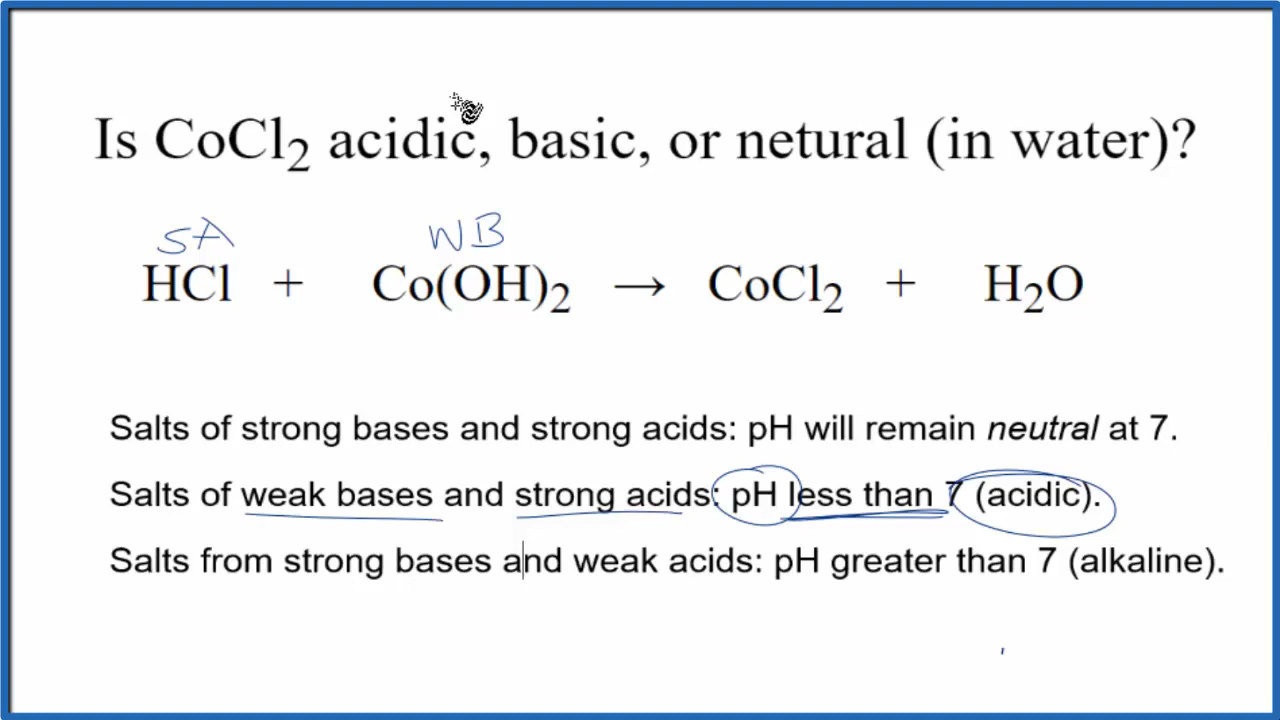 Is CoCl₂ acidic, basic, or netural (in water)?
SA WB
HCl + Co(OH)₂ → CoCl₂ + H₂O
Salts of strong bases and strong acids: pH will remain neutral at 7.
Salts of weak bases and strong acids: pH less than 7 (acidic).
Salts from strong bases and weak acids: pH greater than 7 (alkaline).